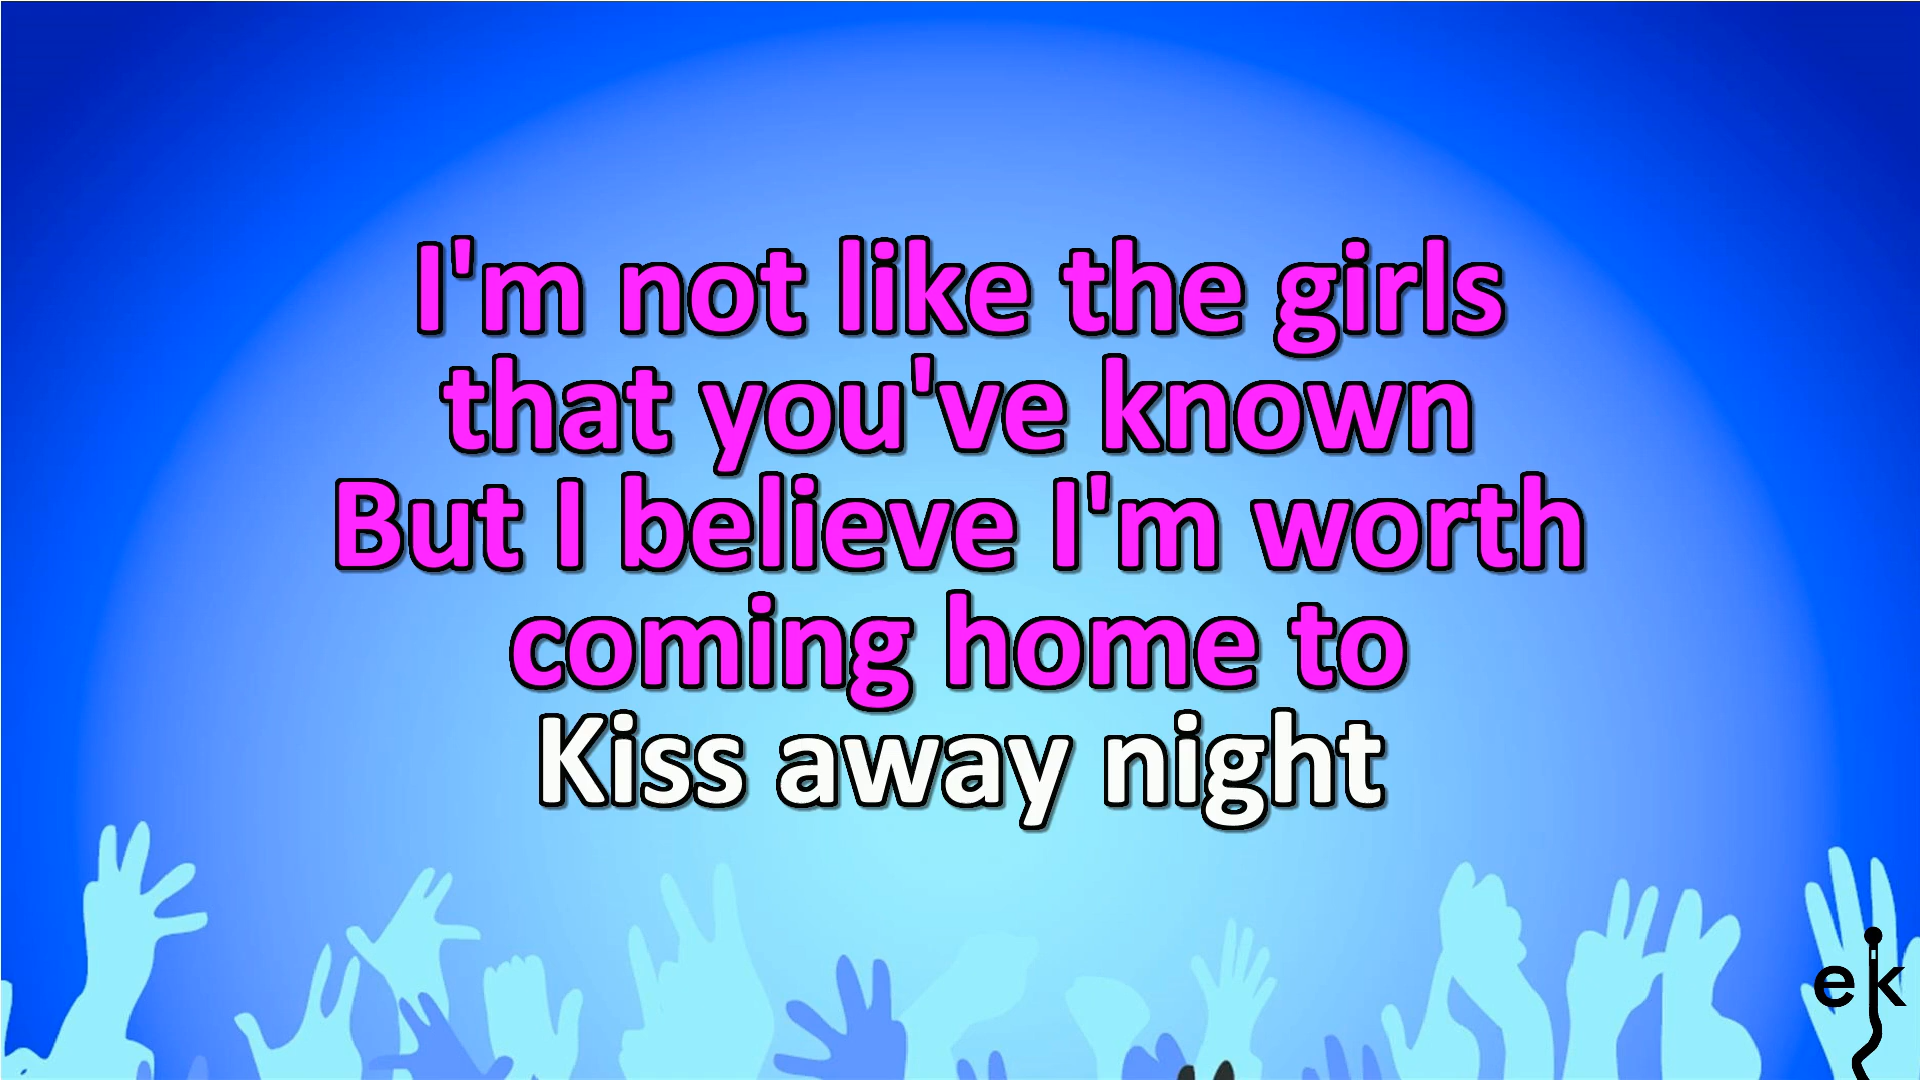 I'm not like the girls
that you've known
But I believe I'm worth
coming home to
Kiss away night
ek